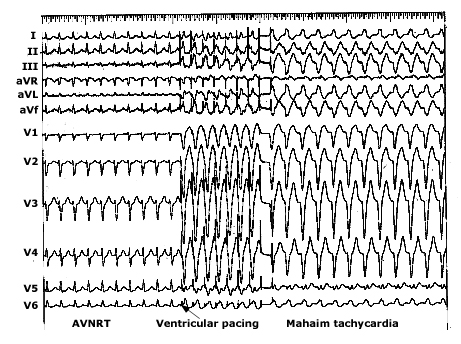 I
II
III
aVR
aVL
aVf
V1
V2
V3
V4
V5
V6
AVNRT Ventricular pacing Mahaim tachycardia